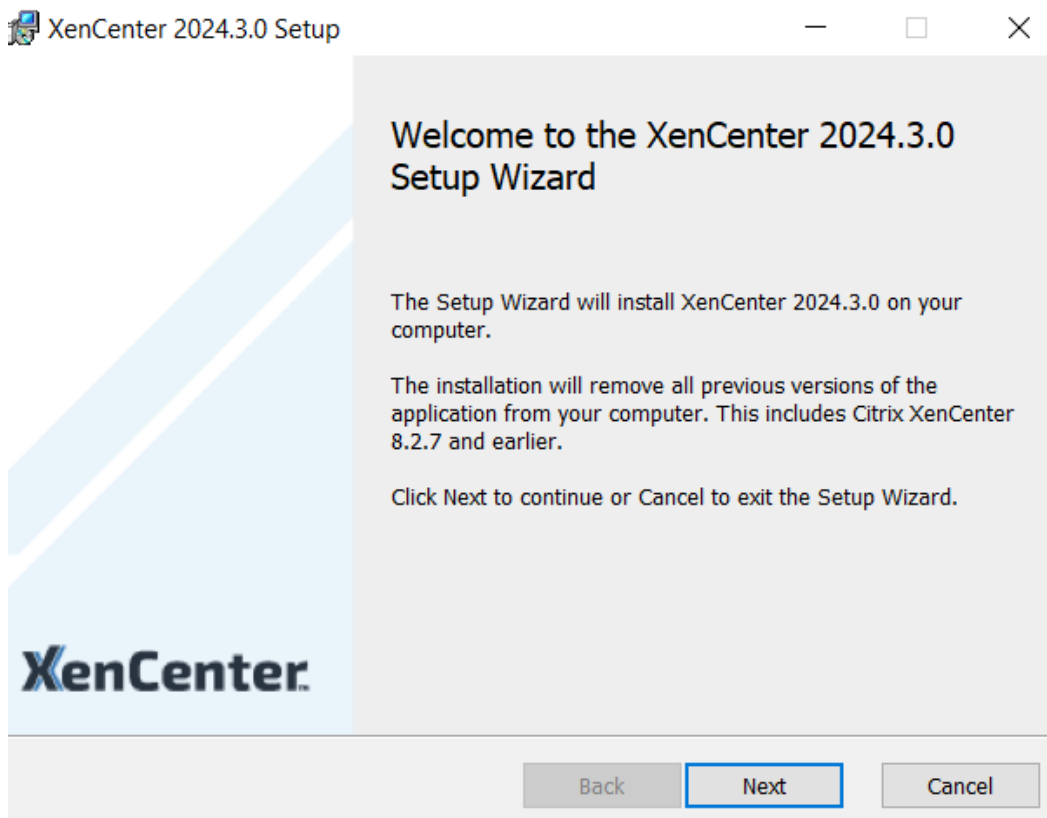 XenCenter 2024.3.0 Setup
Welcome to the XenCenter 2024.3.0
Setup Wizard
The Setup Wizard will install XenCenter 2024.3.0 on your
computer.
The installation will remove all previous versions of the
application from your computer. This includes Citrix XenCenter
8.2.7 and earlier.
Click Next to continue or Cancel to exit the Setup Wizard.
XenCenter™
Back Next Cancel